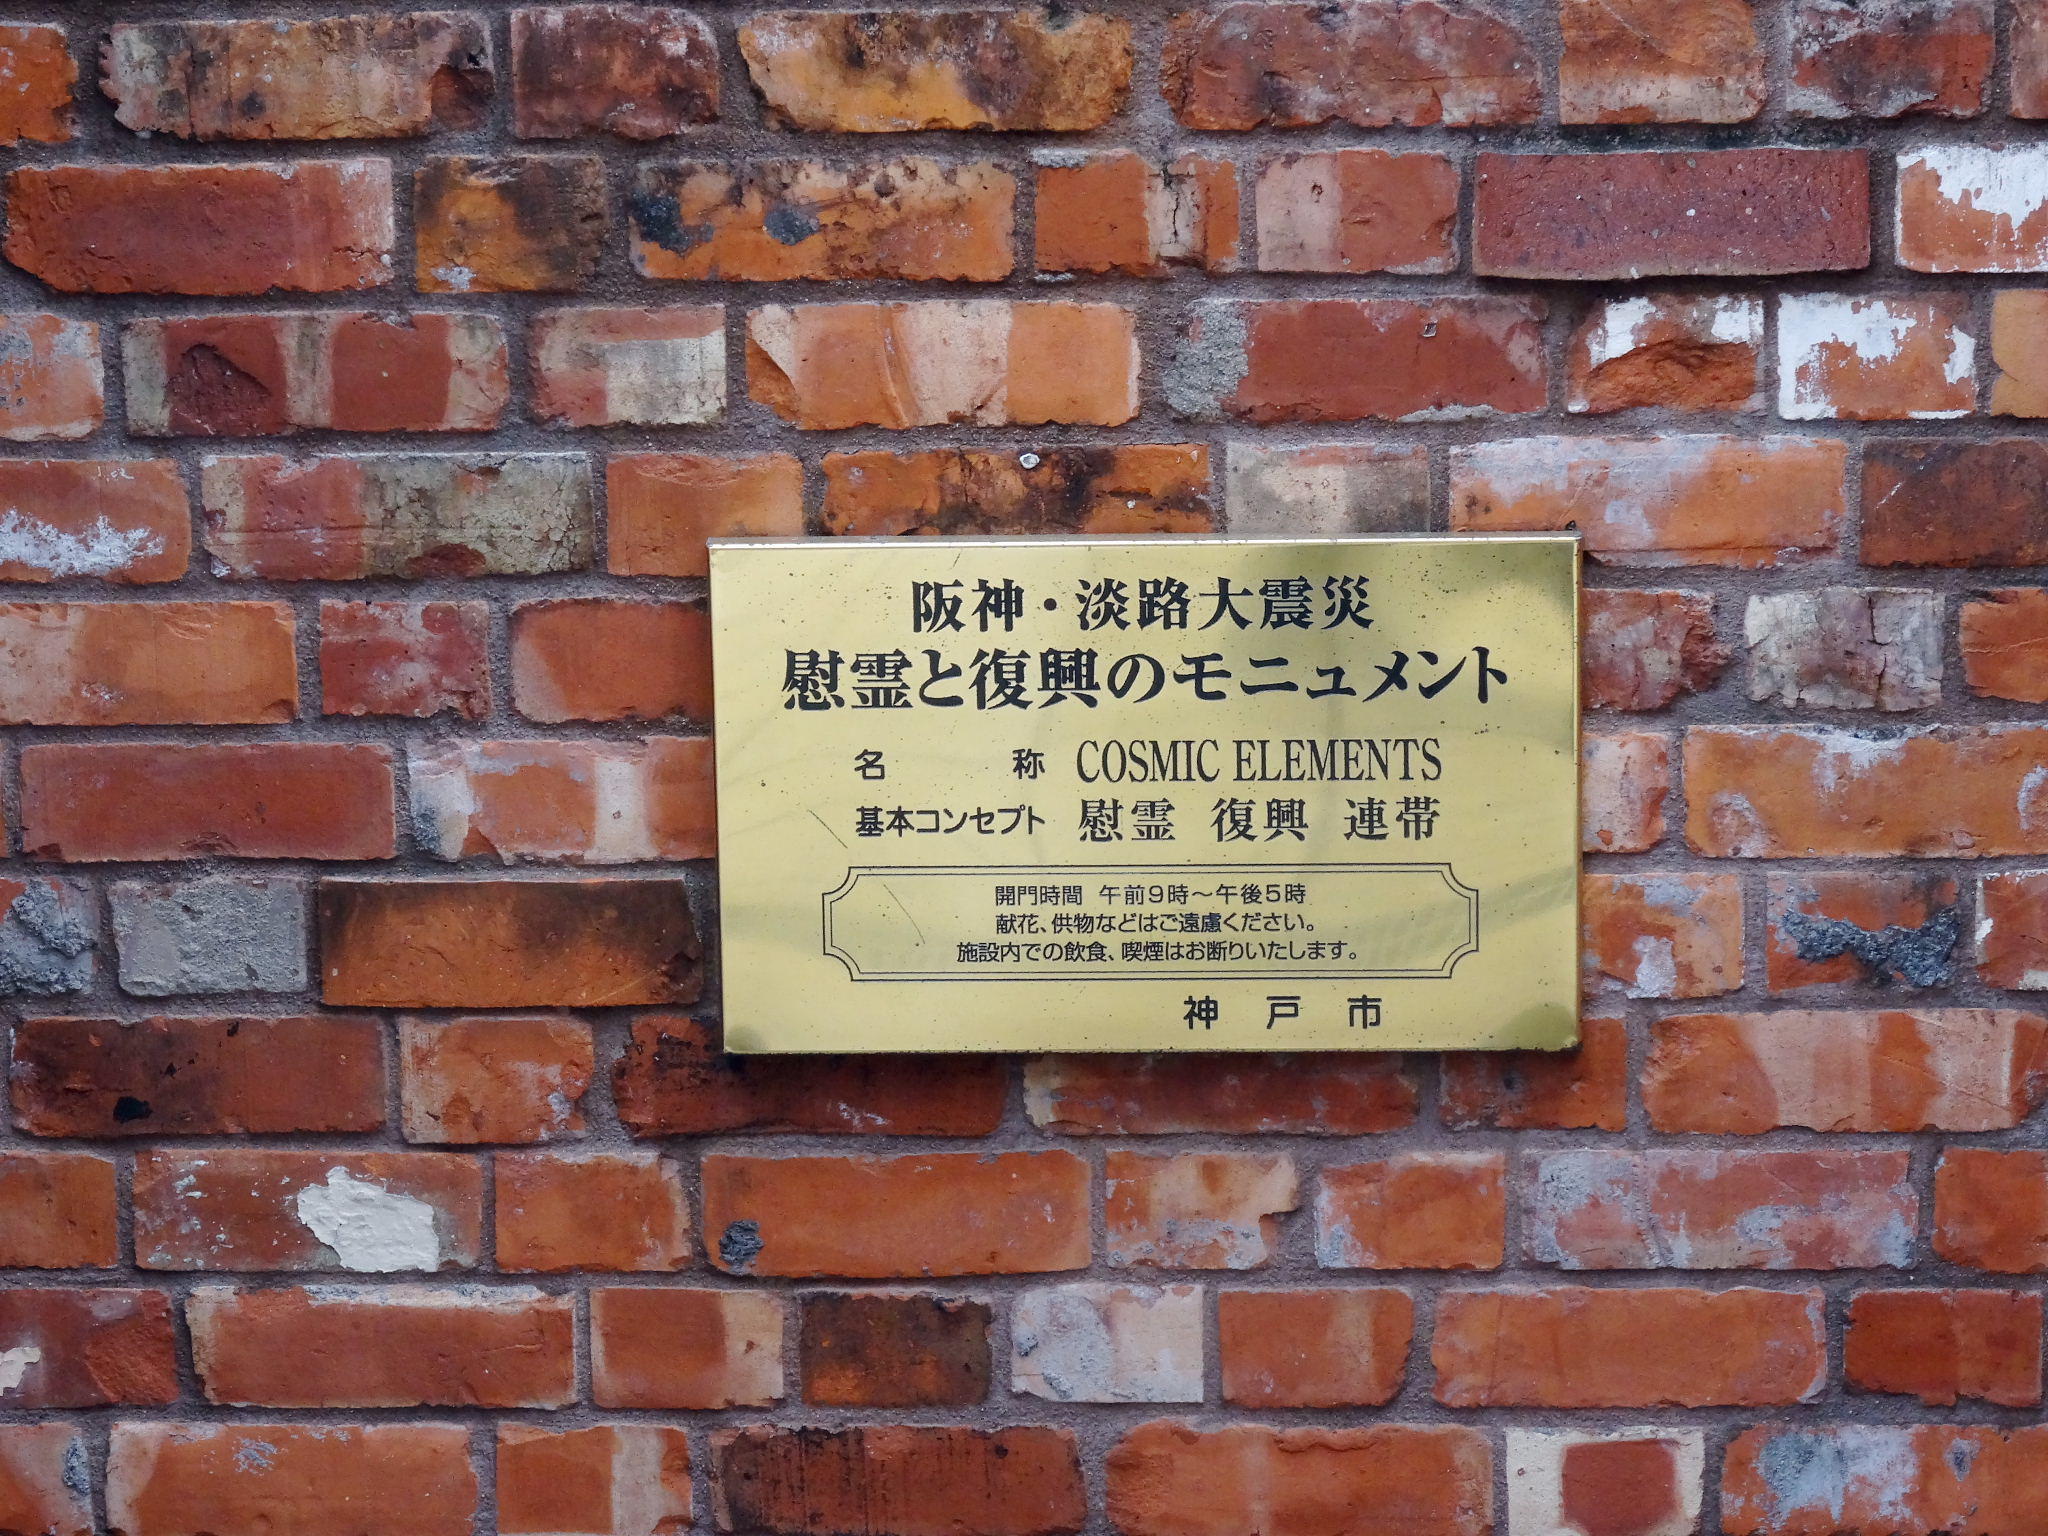 阪神・淡路大震災
慰霊と復興のモニュメント
名　称 COSMIC ELEMENTS
基本コンセプト 慰霊 復興 連帯
開門時間 午前9時～午後5時
献花、供物などはご遠慮ください。
施設内での飲食、喫煙はお断りいたします。
神戸市